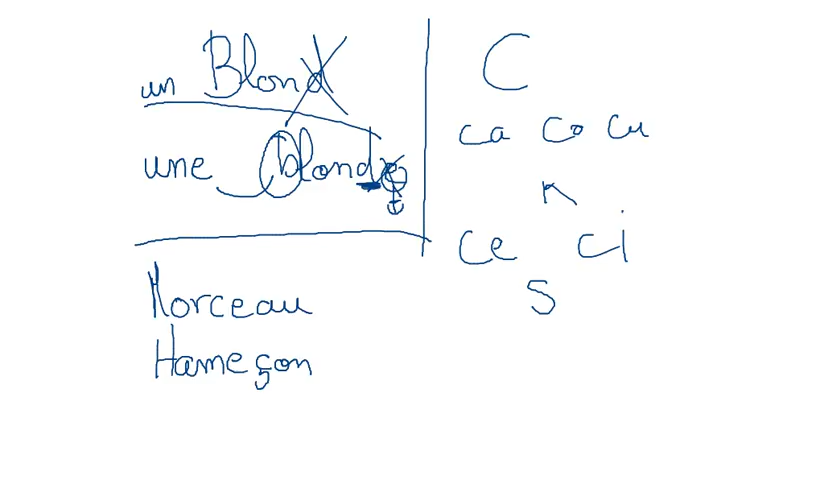 un Blond
une blonde
Morceau
Hameçon
C
ca co cu
K
ce ci
S